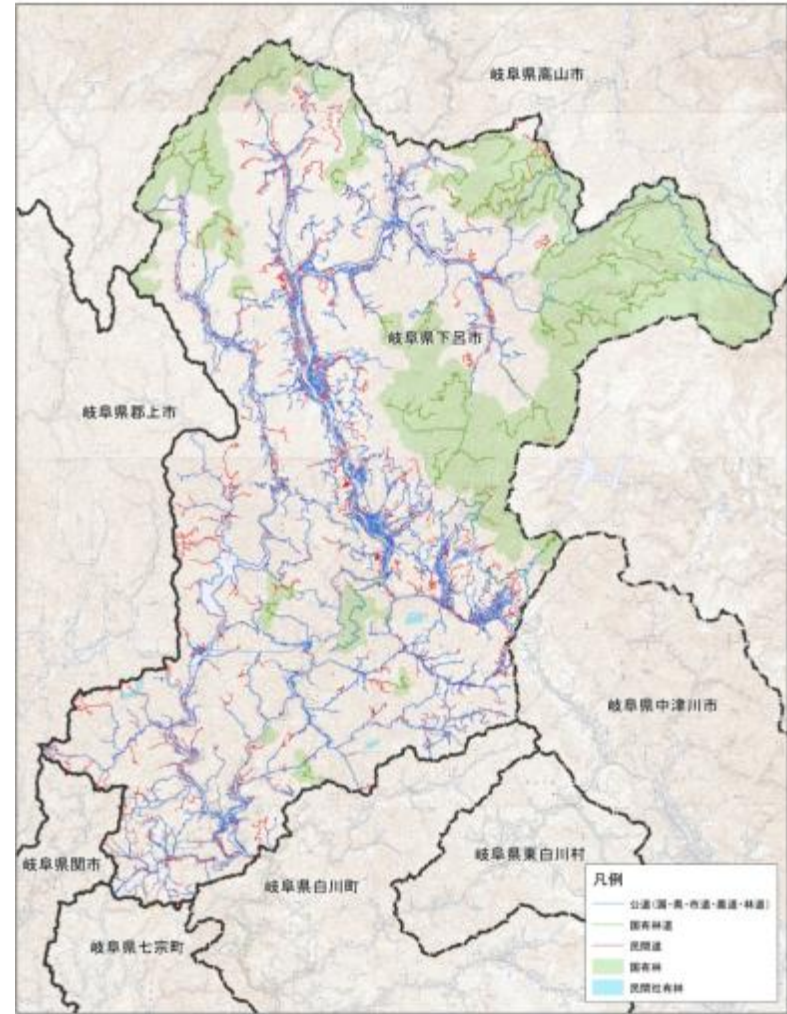 岐阜県高山市
岐阜県下呂市
岐阜県郡上市
岐阜県中津川市
岐阜県関市
岐阜県東白川村
岐阜県白川町
岐阜県七宗町
凡例
公道(国・県・市道・農道・林道)
国有林道
民間道
国有林
民間社有林